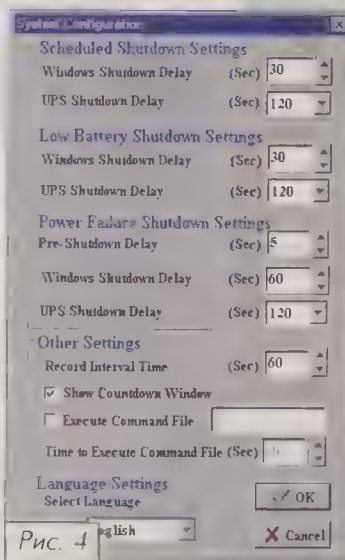 System Configuration
Scheduled Shutdown Settings
Windows Shutdown Delay (Sec) 30
UPS Shutdown Delay (Sec) 120
Low Battery Shutdown Settings
Windows Shutdown Delay (Sec) 30
UPS Shutdown Delay (Sec) 120
Power Failure Shutdown Settings
Pre-Shutdown Delay (Sec) 5
Windows Shutdown Delay (Sec) 60
UPS Shutdown Delay (Sec) 120
Other Settings
Record Interval Time (Sec) 60
Show Countdown Window
Execute Command File
Time to Execute Command File (Sec)
Language Settings
Select Language
OK
glish
Cancel
Рис. 4